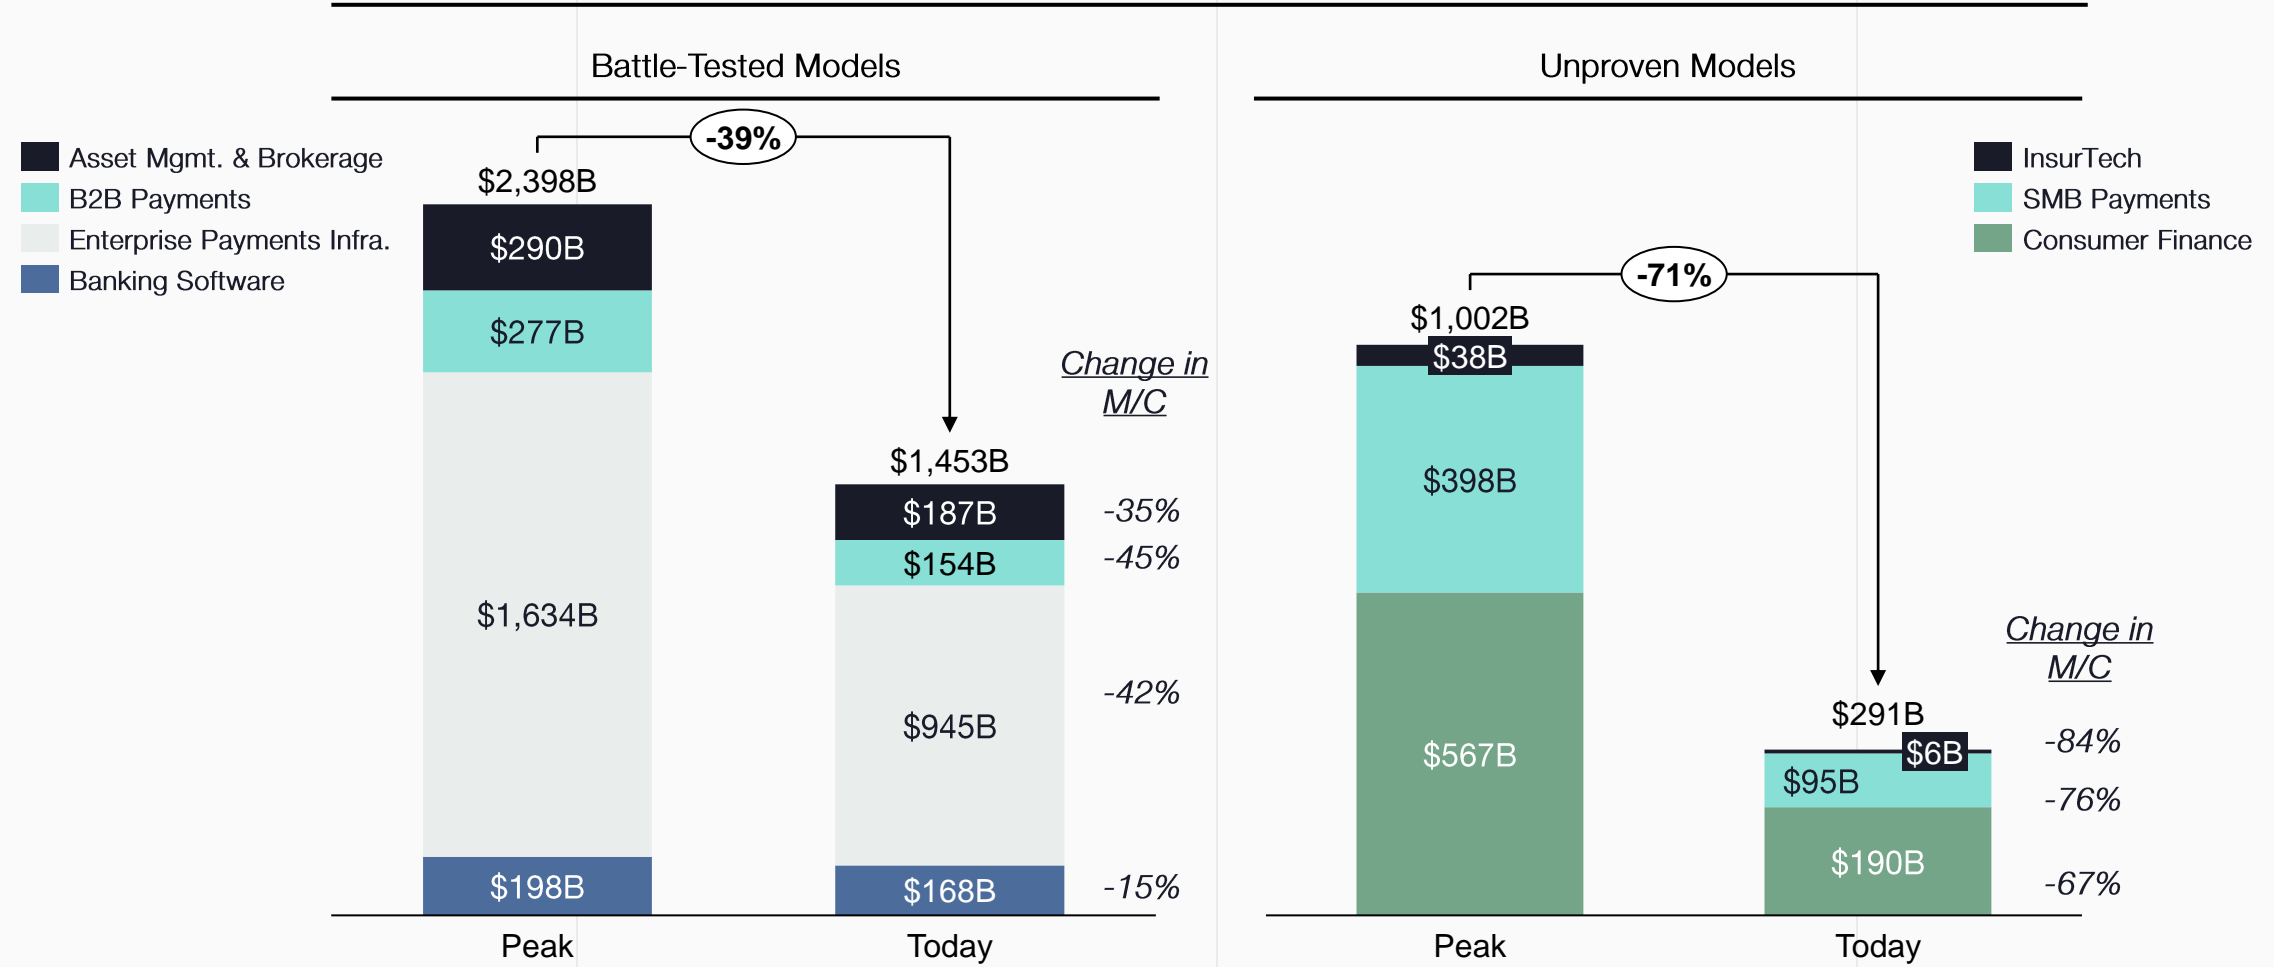 Battle-Tested Models
-39%
Asset Mgmt. & Brokerage
B2B Payments
Enterprise Payments Infra.
Banking Software
$2,398B
$290B
$277B
$1,634B
$198B
$1,453B
$187B
$154B
$945B
$168B
Change in
M/C
-35%
-45%
-42%
-15%
Peak
Today
Unproven Models
InsurTech
SMB Payments
Consumer Finance
-71%
$1,002B
$38B
$398B
$567B
$291B
$6B
$95B
$190B
Change in
M/C
-84%
-76%
-67%
Peak
Today